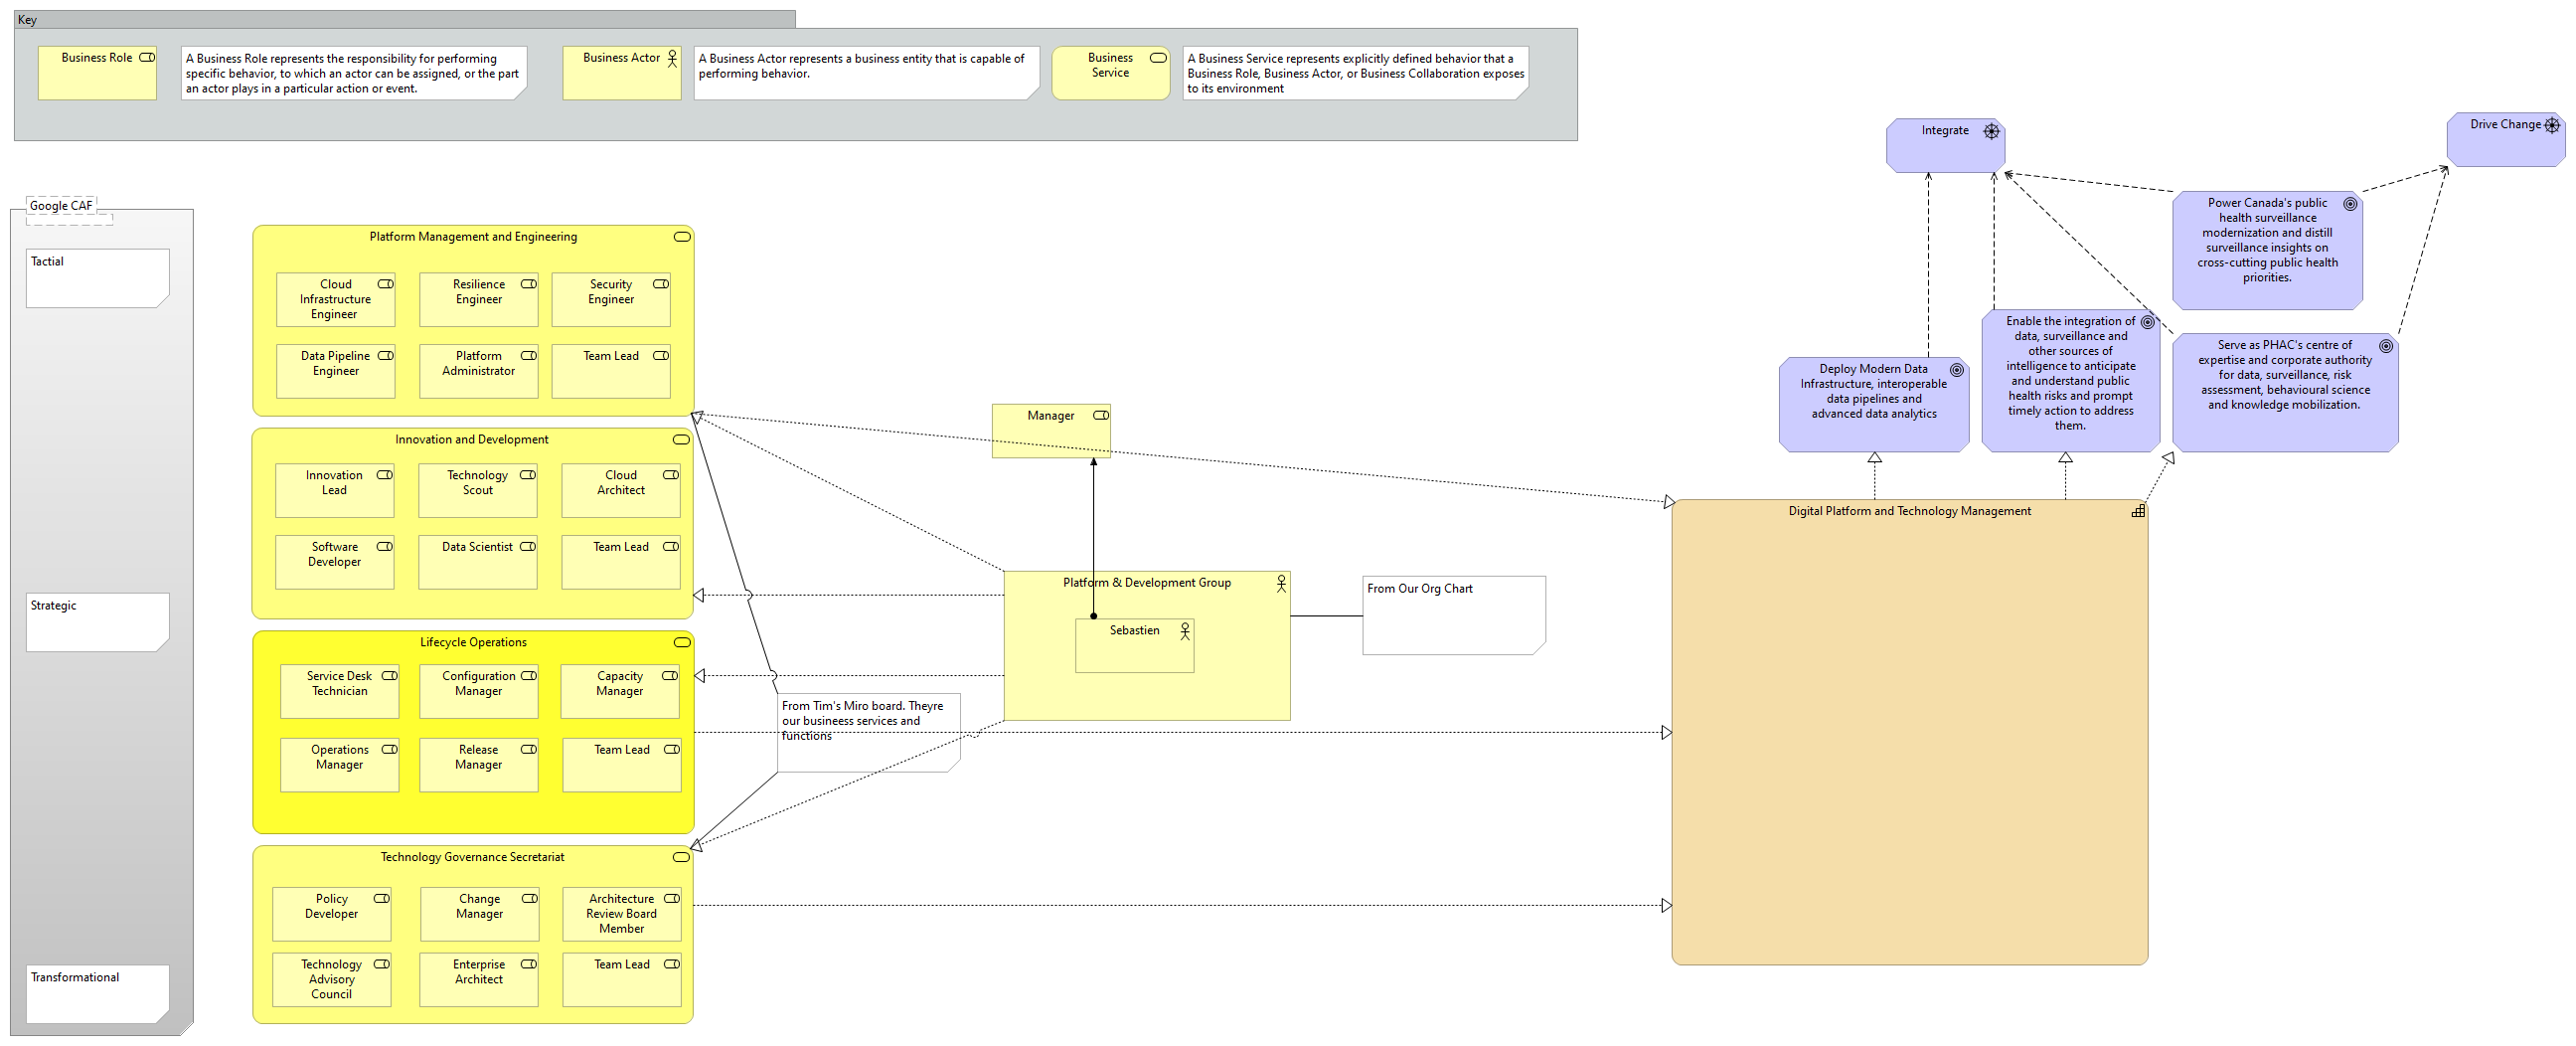 Key
Business Role
A Business Role represents the responsibility for performing
specific behavior, to which an actor can be assigned, or the part
an actor plays in a particular action or event.
Business Actor
A Business Actor represents a business entity that is capable of
performing behavior.
Business
Service
A Business Service represents explicitly defined behavior that a
Business Role, Business Actor, or Business Collaboration exposes
to its environment
Integrate
Drive Change
Power Canada's public
health surveillance
modernization and distill
surveillance insights on
cross-cutting public health
priorities.
Enable the integration of
data, surveillance and
other sources of
intelligence to anticipate
and understand public
health risks and prompt
timely action to address
them.
Serve as PHAC's centre of
expertise and corporate authority
for data, surveillance, risk
assessment, behavioural science
and knowledge mobilization.
Deploy Modern Data
Infrastructure, interoperable
data pipelines and
advanced data analytics
Google CAF
Tactial
Strategic
Transformational
Platform Management and Engineering
Cloud
Infrastructure
Engineer
Resilience
Engineer
Security
Engineer
Data Pipeline
Engineer
Platform
Administrator
Team Lead
Innovation and Development
Innovation
Lead
Technology
Scout
Cloud
Architect
Software
Developer
Data Scientist
Team Lead
Lifecycle Operations
Service Desk
Technician
Configuration
Manager
Capacity
Manager
Operations
Manager
Release
Manager
Team Lead
Technology Governance Secretariat
Policy
Developer
Change
Manager
Architecture
Review Board
Member
Technology
Advisory
Council
Enterprise
Architect
Team Lead
Manager
Platform & Development Group
Sebastien
From Our Org Chart
From Tim's Miro board. Theyre
our busineess services and
functions
Digital Platform and Technology Management